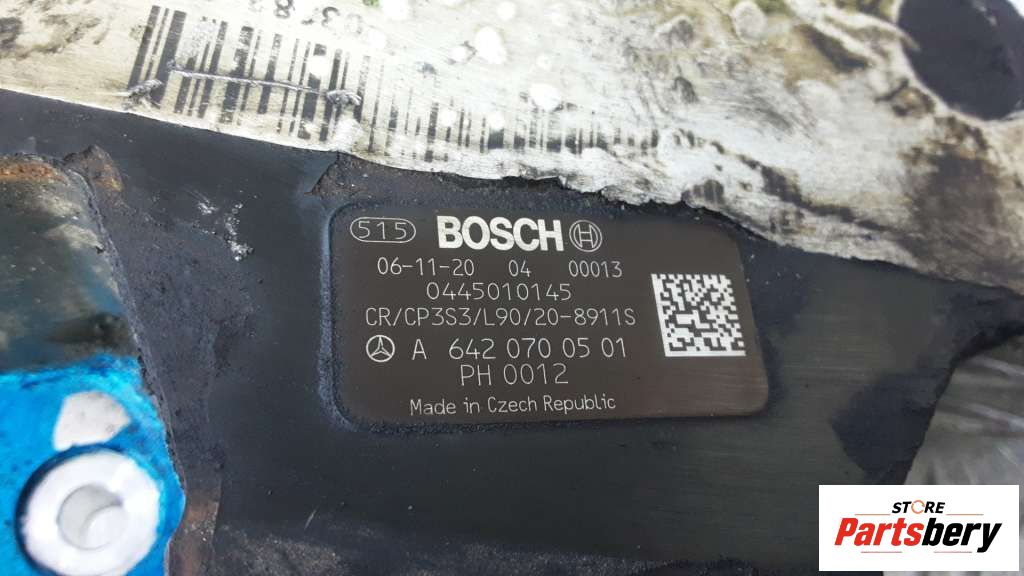 515 BOSCH
06-11-20 04 00013
0445010145
CR/CP3S3/L90/20-8911S
A 642 070 05 01
PH 0012
Made in Czech Republic
STORE
Partsbery